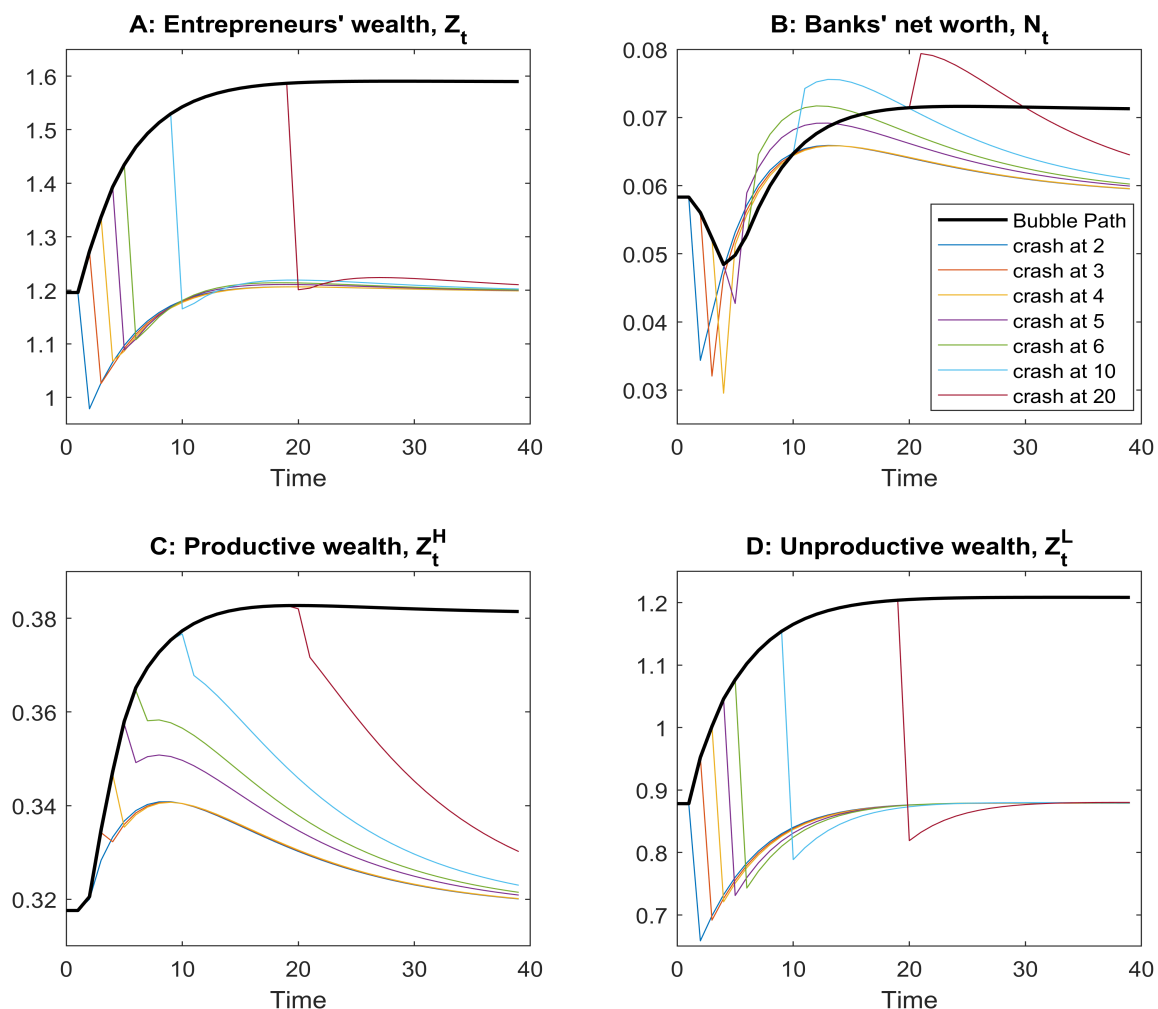 A: Entrepreneurs' wealth, Z_t
1.6
1.5
1.4
1.3
1.2
1.1
1
0 10 20 30 40
Time
B: Banks' net worth, N_t
0.08
0.07
0.06
0.05
0.04
0.03
Bubble Path
crash at 2
crash at 3
crash at 4
crash at 5
crash at 6
crash at 10
crash at 20
0 10 20 30 40
Time
C: Productive wealth, Z_t^H
0.38
0.36
0.34
0.32
0 10 20 30 40
Time
D: Unproductive wealth, Z_t^L
1.2
1.1
1
0.9
0.8
0.7
0 10 20 30 40
Time